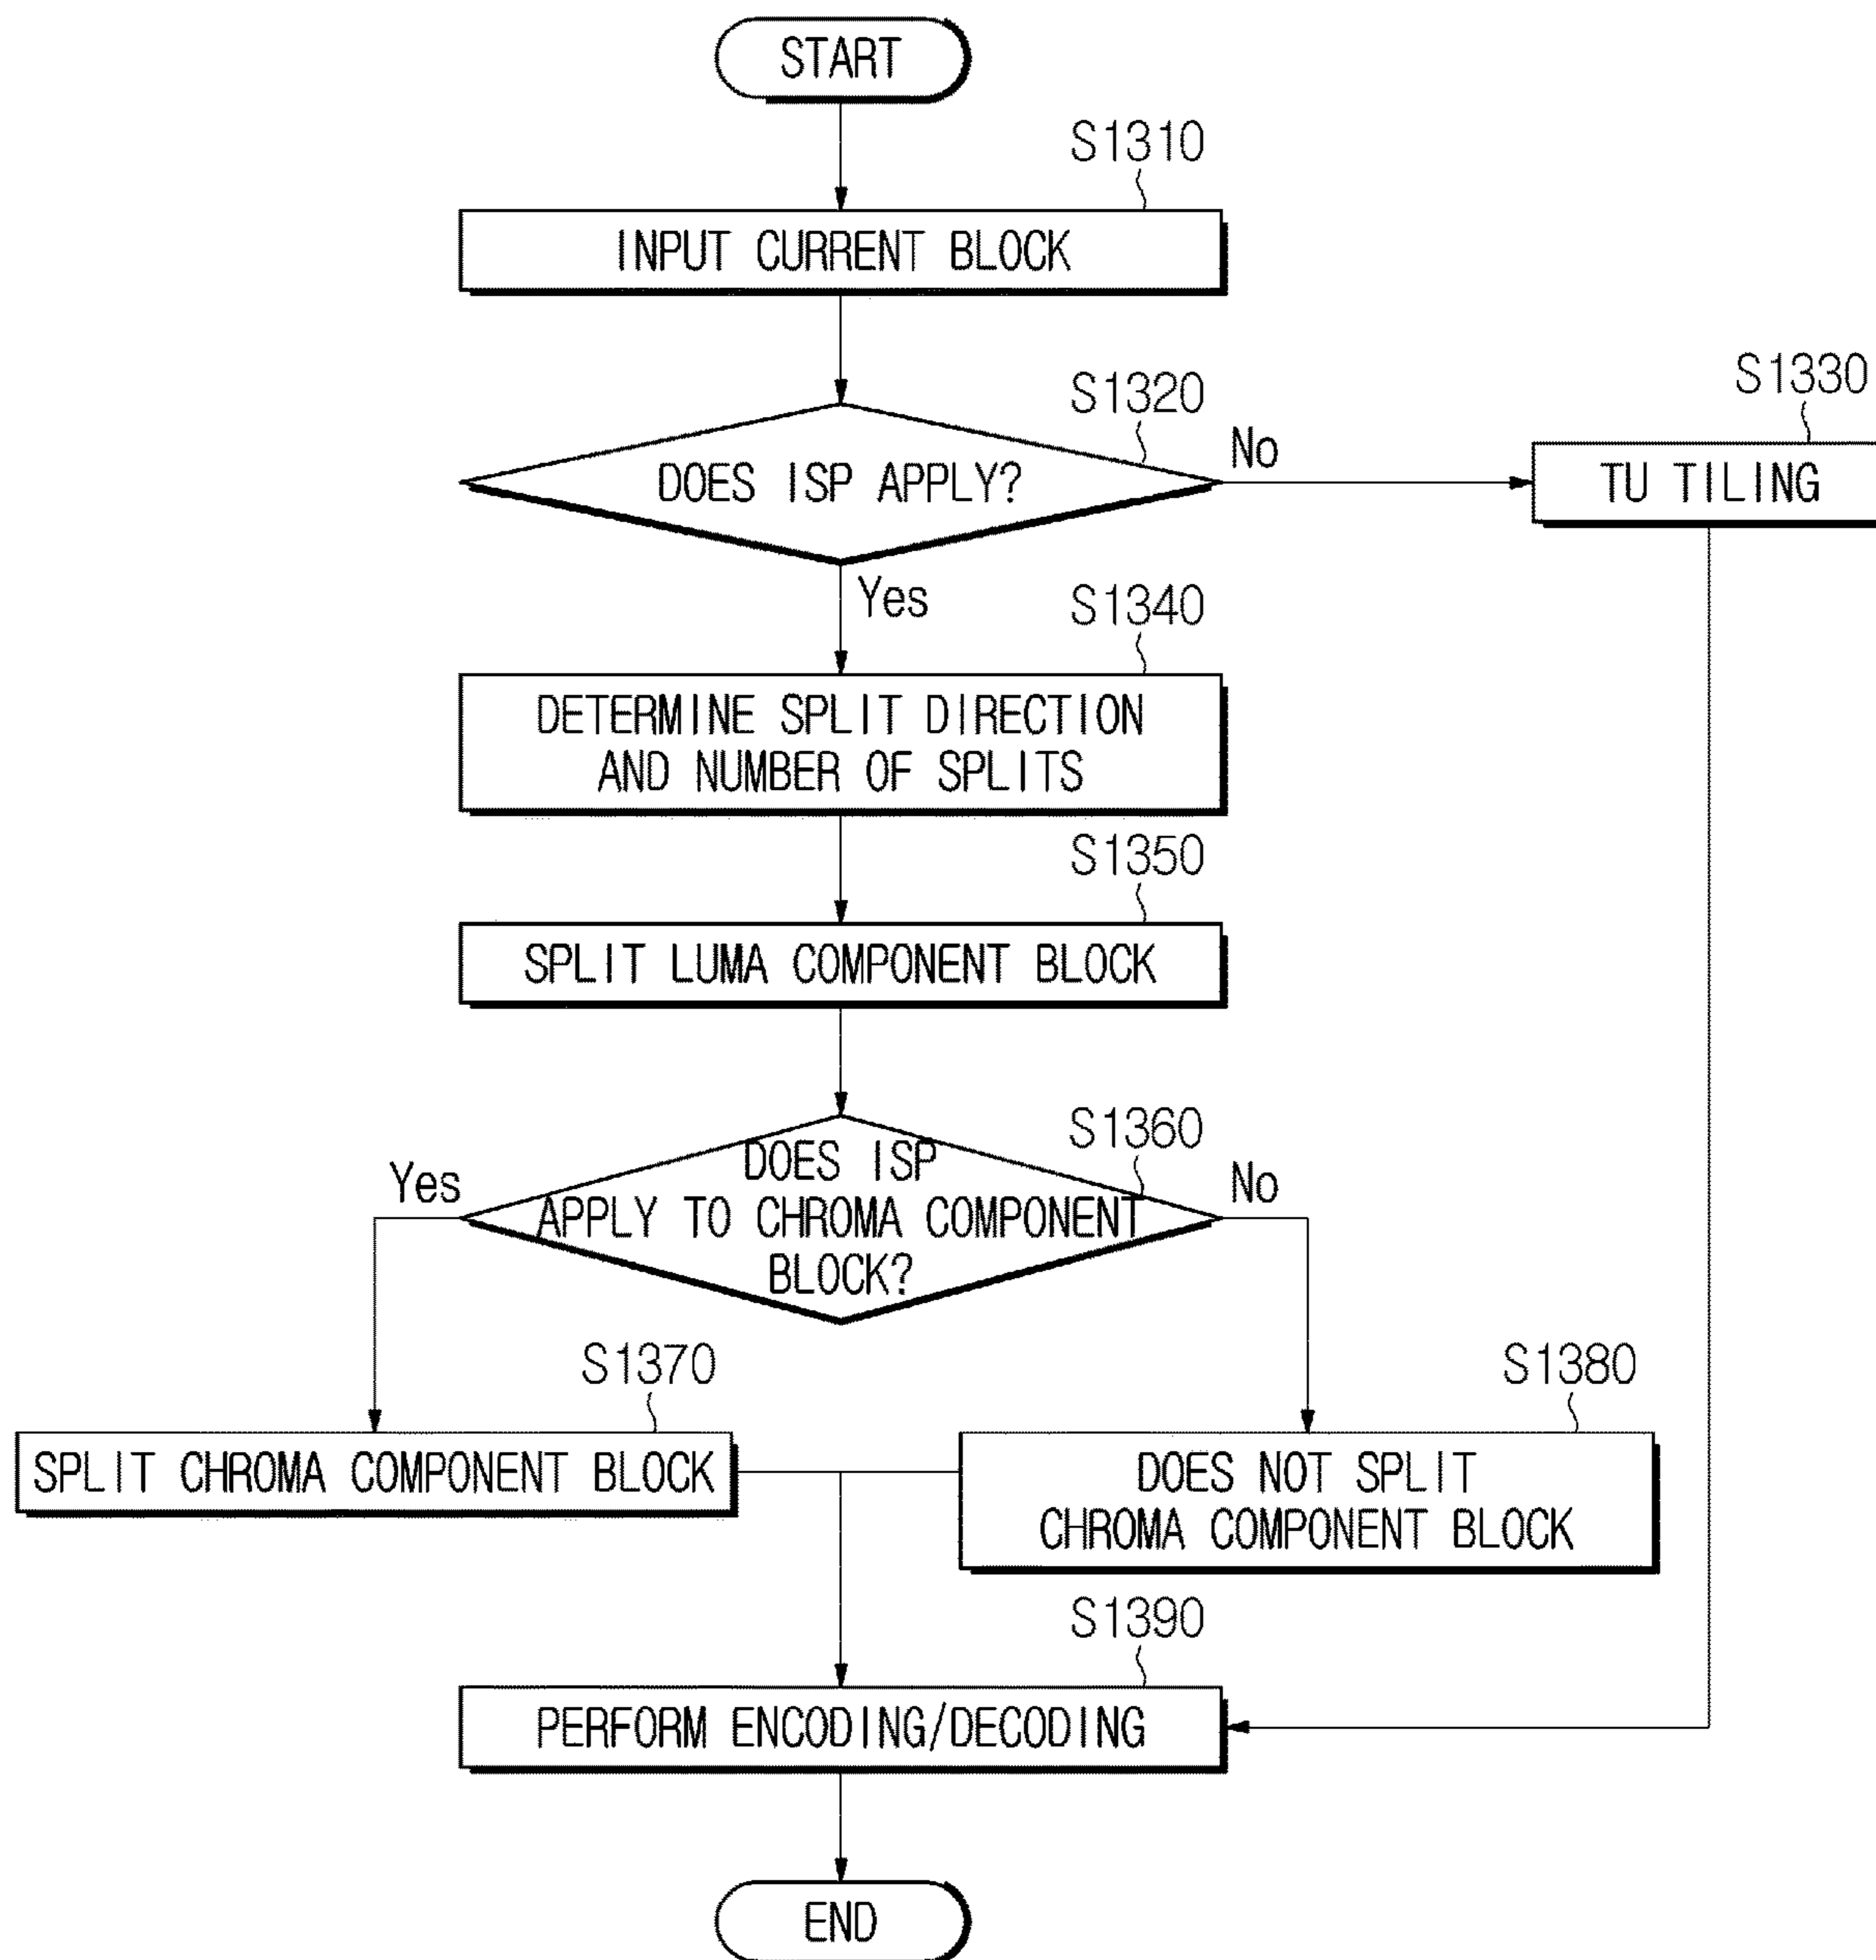 START
S1310
INPUT CURRENT BLOCK
S1320
DOES ISP APPLY?
No
S1330
TU TILING
Yes
S1340
DETERMINE SPLIT DIRECTION
AND NUMBER OF SPLITS
S1350
SPLIT LUMA COMPONENT BLOCK
S1360
DOES ISP
APPLY TO CHROMA COMPONENT
BLOCK?
Yes
No
S1370
SPLIT CHROMA COMPONENT BLOCK
S1380
DOES NOT SPLIT
CHROMA COMPONENT BLOCK
S1390
PERFORM ENCODING/DECODING
END